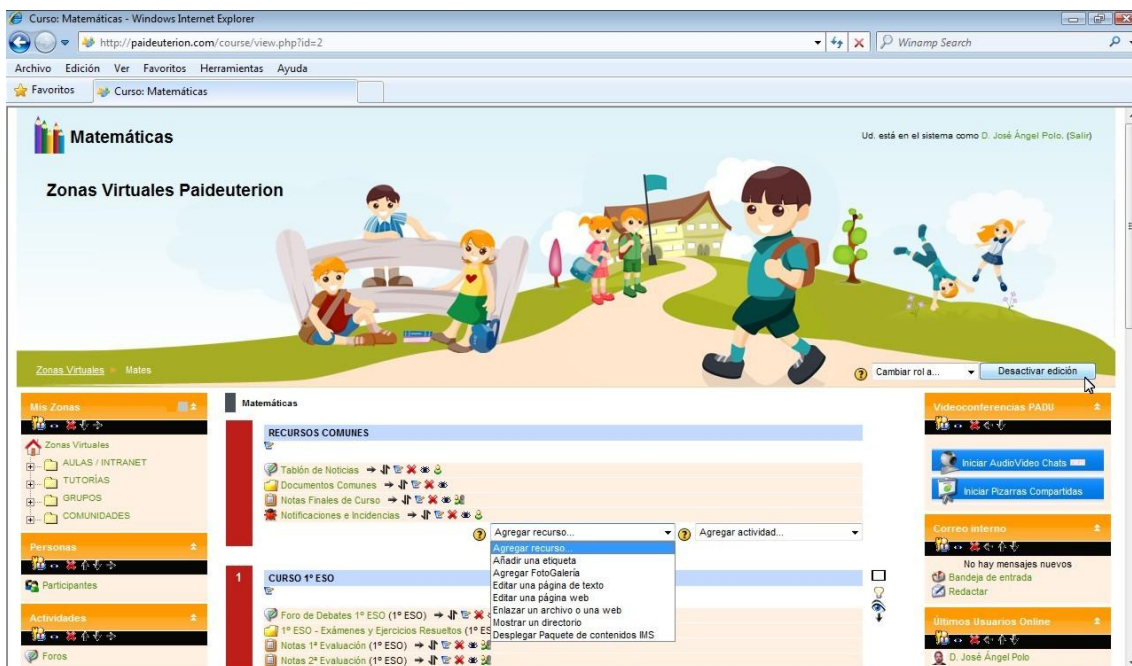 Curso: Matemáticas - Windows Internet Explorer
http://paideuterion.com/course/view.php?id=2
Winamp Search
Archivo Edición Ver Favoritos Herramientas Ayuda
Favoritos
Curso: Matemáticas
Matemáticas
Ud. está en el sistema como D. José Ángel Polo. (Salir)
Zonas Virtuales Paideuterion
Zonas Virtuales ► Mates
Cambiar rol a...
Desactivar edición
Mis Zonas
Zonas Virtuales
AULAS / INTRANET
TUTORÍAS
GRUPOS
COMUNIDADES
Personas
Participantes
Actividades
Foros
Matemáticas
RECURSOS COMUNES
Tablón de Noticias
Documentos Comunes
Notas Finales de Curso
Notificaciones e Incidencias
Agregar recurso...
Agregar actividad...
Agregar recurso...
Añadir una etiqueta
Agregar FotoGalería
Editar una página de texto
Editar una página web
Enlazar un archivo o una web
Mostrar un directorio
Desplegar Paquete de contenidos IMS
1
CURSO 1º ESO
Foro de Debates 1º ESO (1º ESO)
1º ESO - Exámenes y Ejercicios Resueltos (1º ES
Notas 1ª Evaluación (1º ESO)
Notas 2ª Evaluación (1º ESO)
Videoconferencias PADU
Iniciar AudioVideo Chats
Iniciar Pizarras Compartidas
Correo interno
No hay mensajes nuevos
Bandeja de entrada
Redactar
Últimos Usuarios Online
D. José Ángel Polo